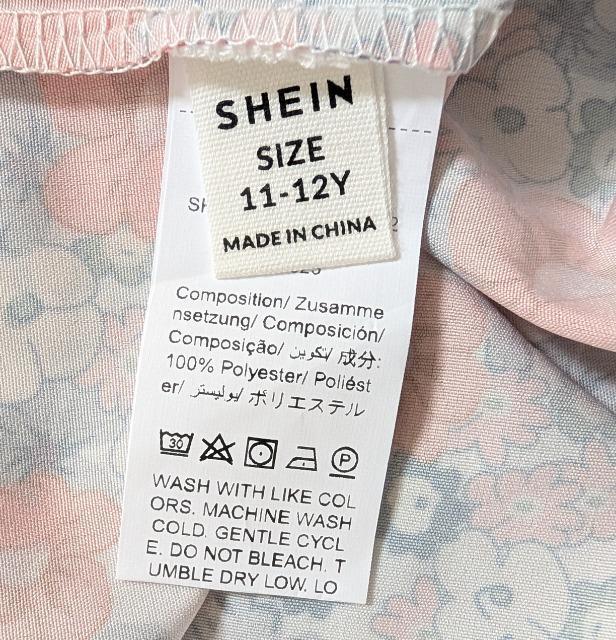 SHEIN
SIZE
11-12Y
MADE IN CHINA
Composition/ Zusamme
nsetzung/ Composición/
Composição/ تكوين/ 成分:
100% Polyester/ Poliést
er/ بوليستر/ ポリエステル
30
P
WASH WITH LIKE COL
ORS. MACHINE WASH
COLD. GENTLE CYCL
E. DO NOT BLEACH. T
UMBLE DRY LOW. LO